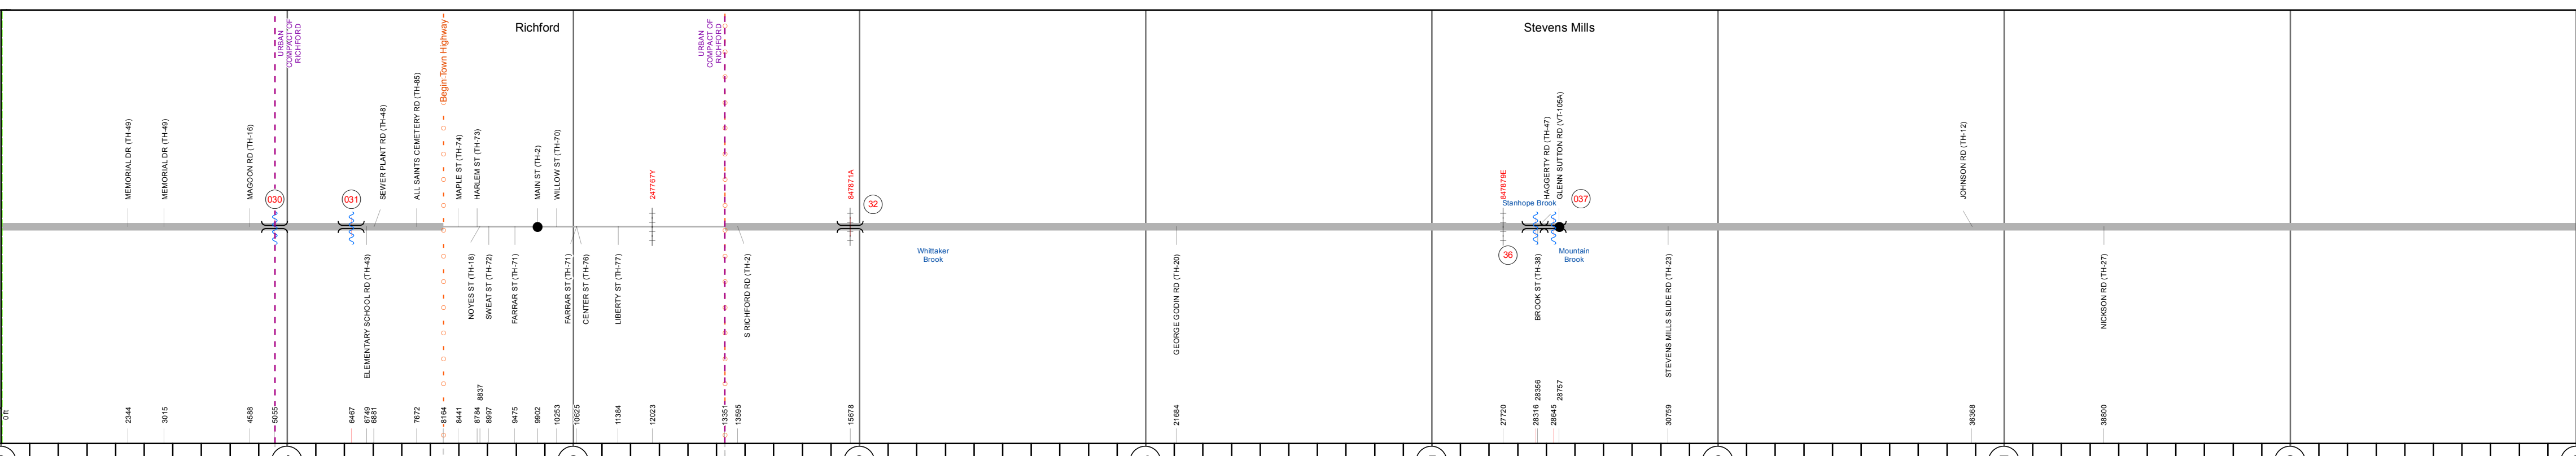 URBAN
COMPACT OF
RICHFORD
Begin Town Highway
Richford
URBAN
COMPACT OF
RICHFORD
Stevens Mills
MEMORIAL DR (TH-49)
MEMORIAL DR (TH-49)
MAGOON RD (TH-16)
030
031
SEWER PLANT RD (TH-48)
ALL SAINTS CEMETERY RD (TH-85)
MAPLE ST (TH-74)
HARLEM ST (TH-73)
MAIN ST (TH-2)
WILLOW ST (TH-70)
247767Y
847871A
32
847879E
Stanhope Brook
HAGGERTY RD (TH-47)
GLENN SUTTON RD (VT-105A)
037
JOHNSON RD (TH-12)
ELEMENTARY SCHOOL RD (TH-43)
NOYES ST (TH-18)
SWEAT ST (TH-72)
FARRAR ST (TH-71)
FARRAR ST (TH-71)
CENTER ST (TH-76)
LIBERTY ST (TH-77)
S RICHFORD RD (TH-2)
Whittaker
Brook
GEORGE GODIN RD (TH-20)
36
BROOK ST (TH-38)
Mountain
Brook
STEVENS MILLS SLIDE RD (TH-23)
NICKSON RD (TH-27)
0 ft
2344
3015
4588
5055
6467
6749
6881
7672
8164
8441
8784
8837
8997
9475
9902
10253
10625
11384
12023
13351
13595
15678
21684
27720
28316
28356
28645
28757
30759
36368
38800